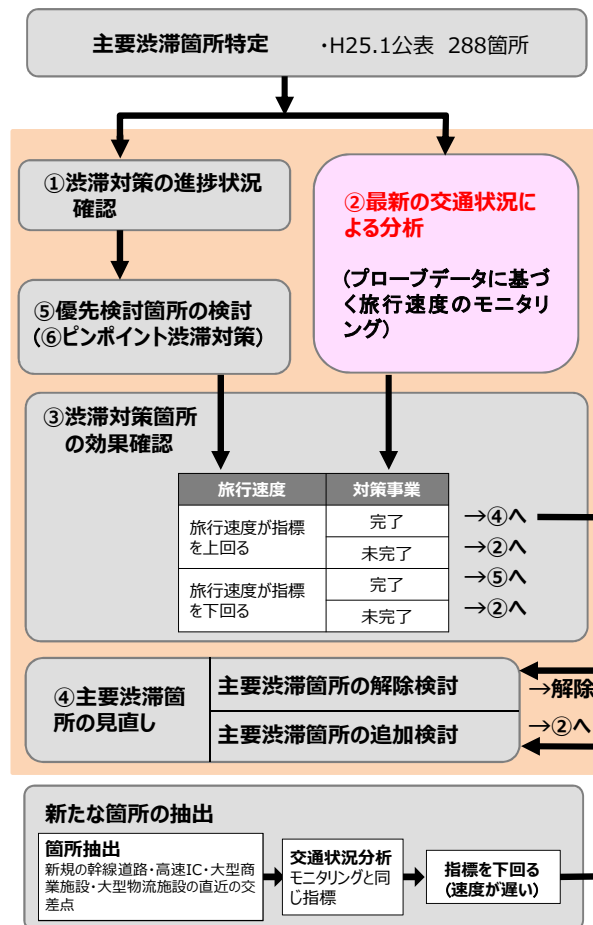 主要渋滞箇所特定 ・H25.1公表 288箇所
①渋滞対策の進捗状況
確認
②最新の交通状況に
よる分析
(プローブデータに基づ
く旅行速度のモニタリ
ング)
⑤優先検討箇所の検討
(⑥ピンポイント渋滞対策)
③渋滞対策箇所
の効果確認
旅行速度 対策事業
旅行速度が指標
を上回る
完了 →④へ
未完了 →②へ
旅行速度が指標
を下回る
完了 →⑤へ
未完了 →②へ
④主要渋滞箇
所の見直し
主要渋滞箇所の解除検討 →解除
主要渋滞箇所の追加検討 →②へ
新たな箇所の抽出
箇所抽出
新規の幹線道路・高速IC・大型商
業施設・大型物流施設の直近の交
差点
交通状況分析
モニタリングと同
じ指標
指標を下回る
(速度が遅い)